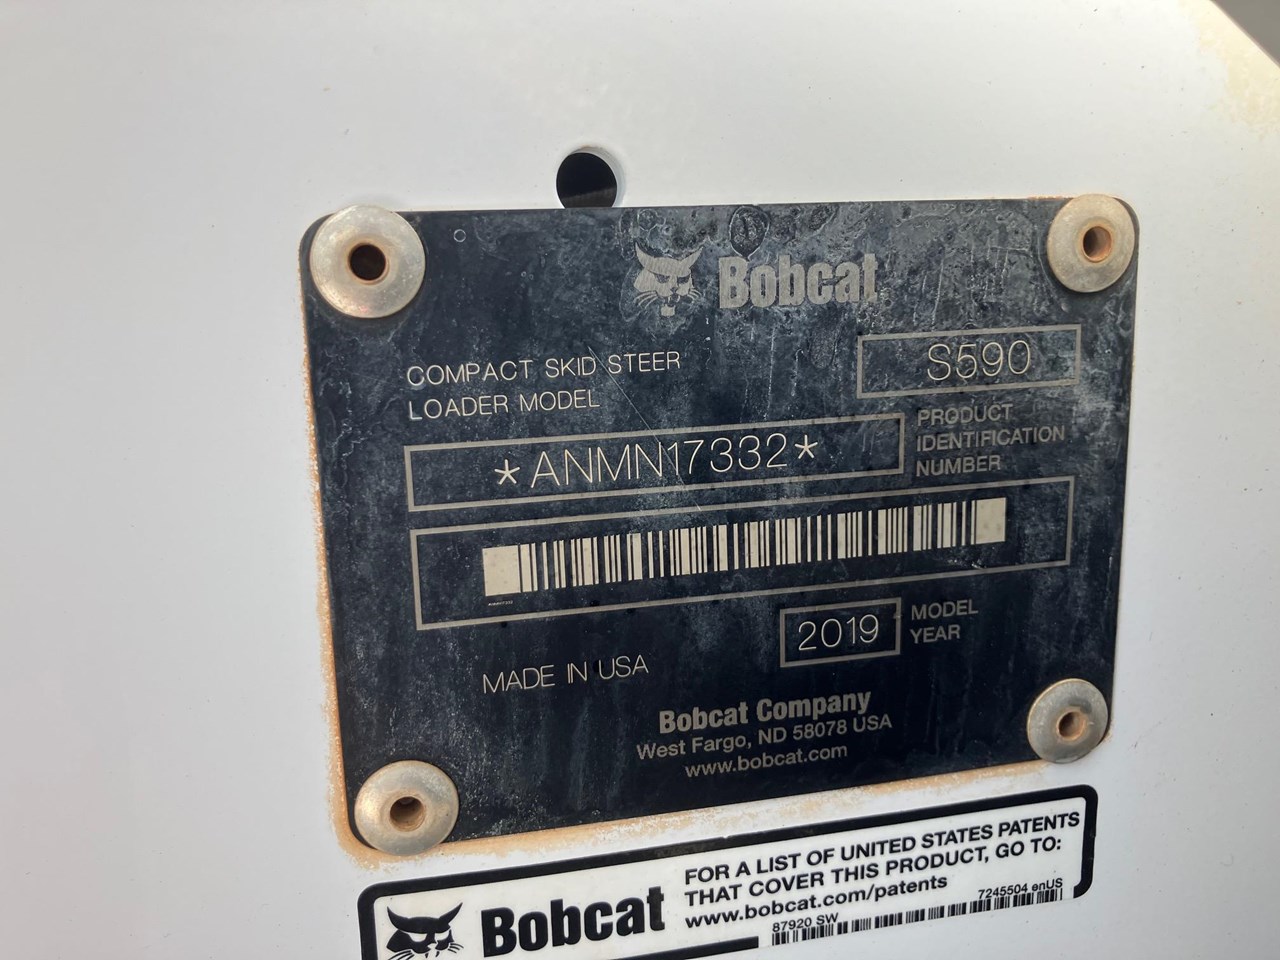 Bobcat
COMPACT SKID STEER
LOADER MODEL
S590
*ANMN17332*
PRODUCT
IDENTIFICATION
NUMBER
2019
MODEL
YEAR
MADE IN USA
Bobcat Company
West Fargo, ND 58078 USA
www.bobcat.com
Bobcat
FOR A LIST OF UNITED STATES PATENTS
THAT COVER THIS PRODUCT, GO TO:
www.bobcat.com/patents
7245504 enUS
87920 SW